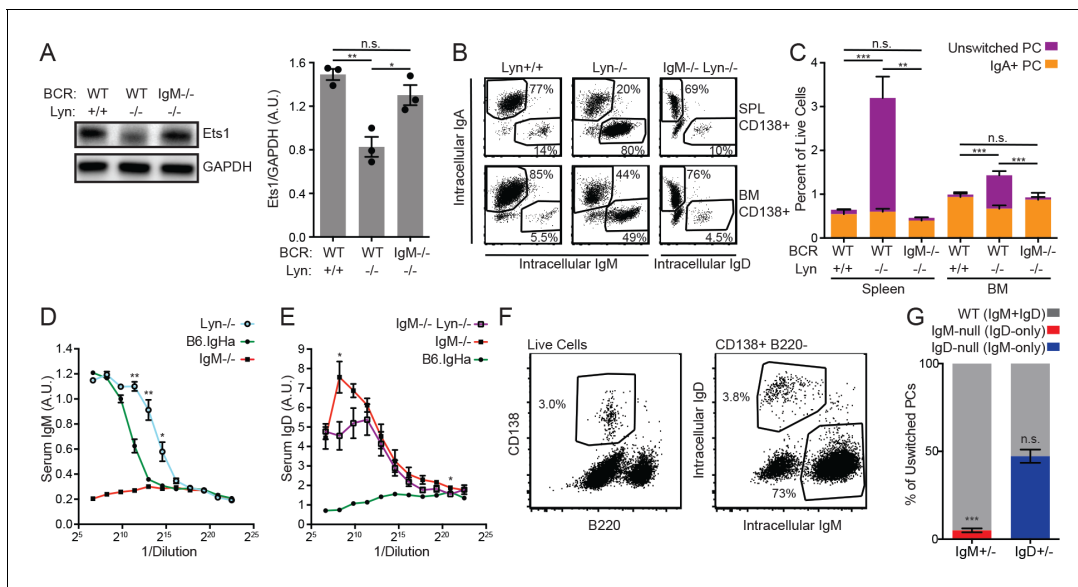 A
BCR: WT WT IgM-/-
Lyn: +/+ -/- -/-
Ets1
GAPDH
n.s.
** *
Ets1/GAPDH (A.U.)
1.6
1.2
0.8
0.4
0.0
BCR: WT WT IgM-/-
Lyn: +/+ -/- -/-
B
Lyn+/+ Lyn-/- IgM-/- Lyn-/-
Intracellular IgA
77% 20% 69%
14% 80% 10%
SPL
CD138+
85% 44% 76%
5.5% 49% 4.5%
BM
CD138+
Intracellular IgM Intracellular IgD
C
Unswitched PC
IgA+ PC
Percent of Live Cells
4
3
2
1
0
n.s.
*** **
n.s.
*** ***
BCR WT WT IgM-/- WT WT IgM-/-
Lyn +/+ -/- -/- +/+ -/- -/-
Spleen BM
D
Lyn-/-
B6.IgHa
IgM-/-
Serum IgM (A.U.)
1.2
1.0
0.8
0.6
0.4
0.2
0.0
** ** *
2^5 2^10 2^15 2^20 2^25
1/Dilution
E
IgM-/- Lyn-/-
IgM-/-
B6.IgHa
Serum IgD (A.U.)
10
8
6
4
2
0
* *
2^5 2^10 2^15 2^20 2^25
1/Dilution
F
Live Cells
3.0%
CD138
B220
CD138+ B220-
3.8%
73%
Intracellular IgD
Intracellular IgM
G
WT (IgM+IgD)
IgM-null (IgD-only)
IgD-null (IgM-only)
% of Uswitched PCs
100
50
0
*** n.s.
IgM+/- IgD+/-